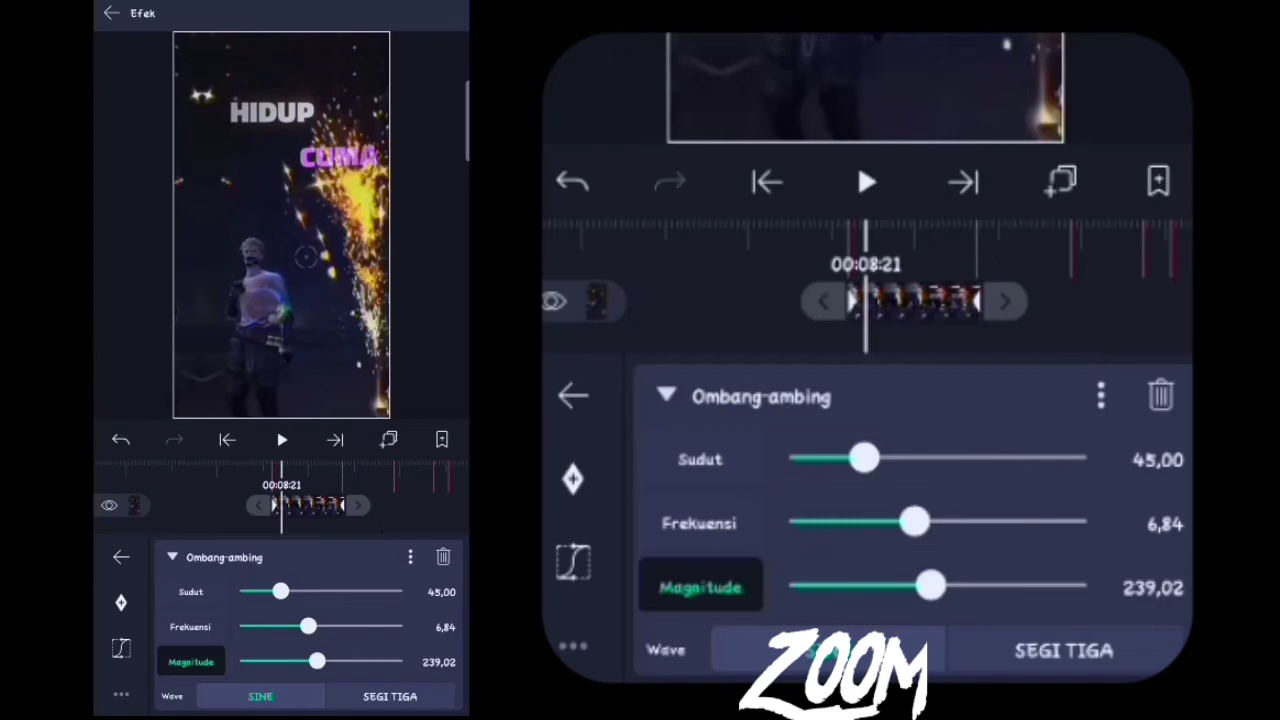 Efek
HIDUP
CUMA
00:08:21
Ombang-ambing
Sudut 45,00
Frekuensi 6,84
Magnitude 239,02
Wave SINE SEGI TIGA
00:08:21
Ombang-ambing
Sudut 45,00
Frekuensi 6,84
Magnitude 239,02
Wave SEGI TIGA
ZOOM